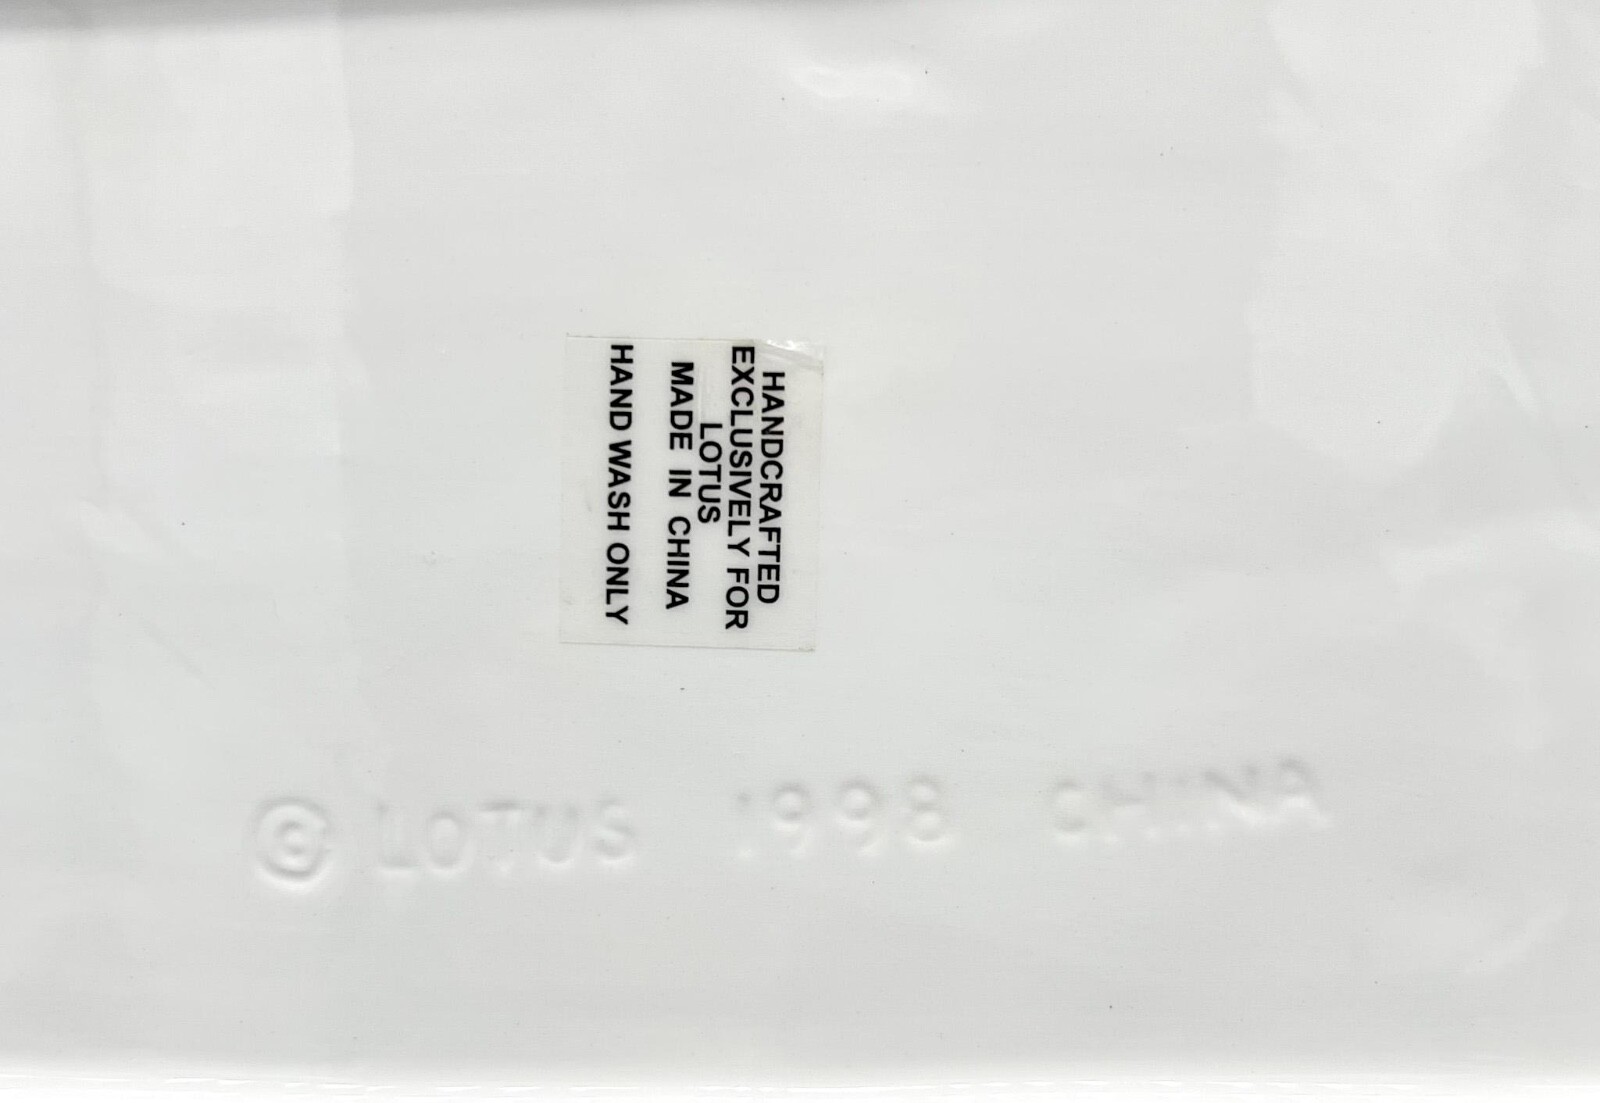 HANDCRAFTED
EXCLUSIVELY FOR
LOTUS
MADE IN CHINA
HAND WASH ONLY
© LOTUS 1998 CHINA